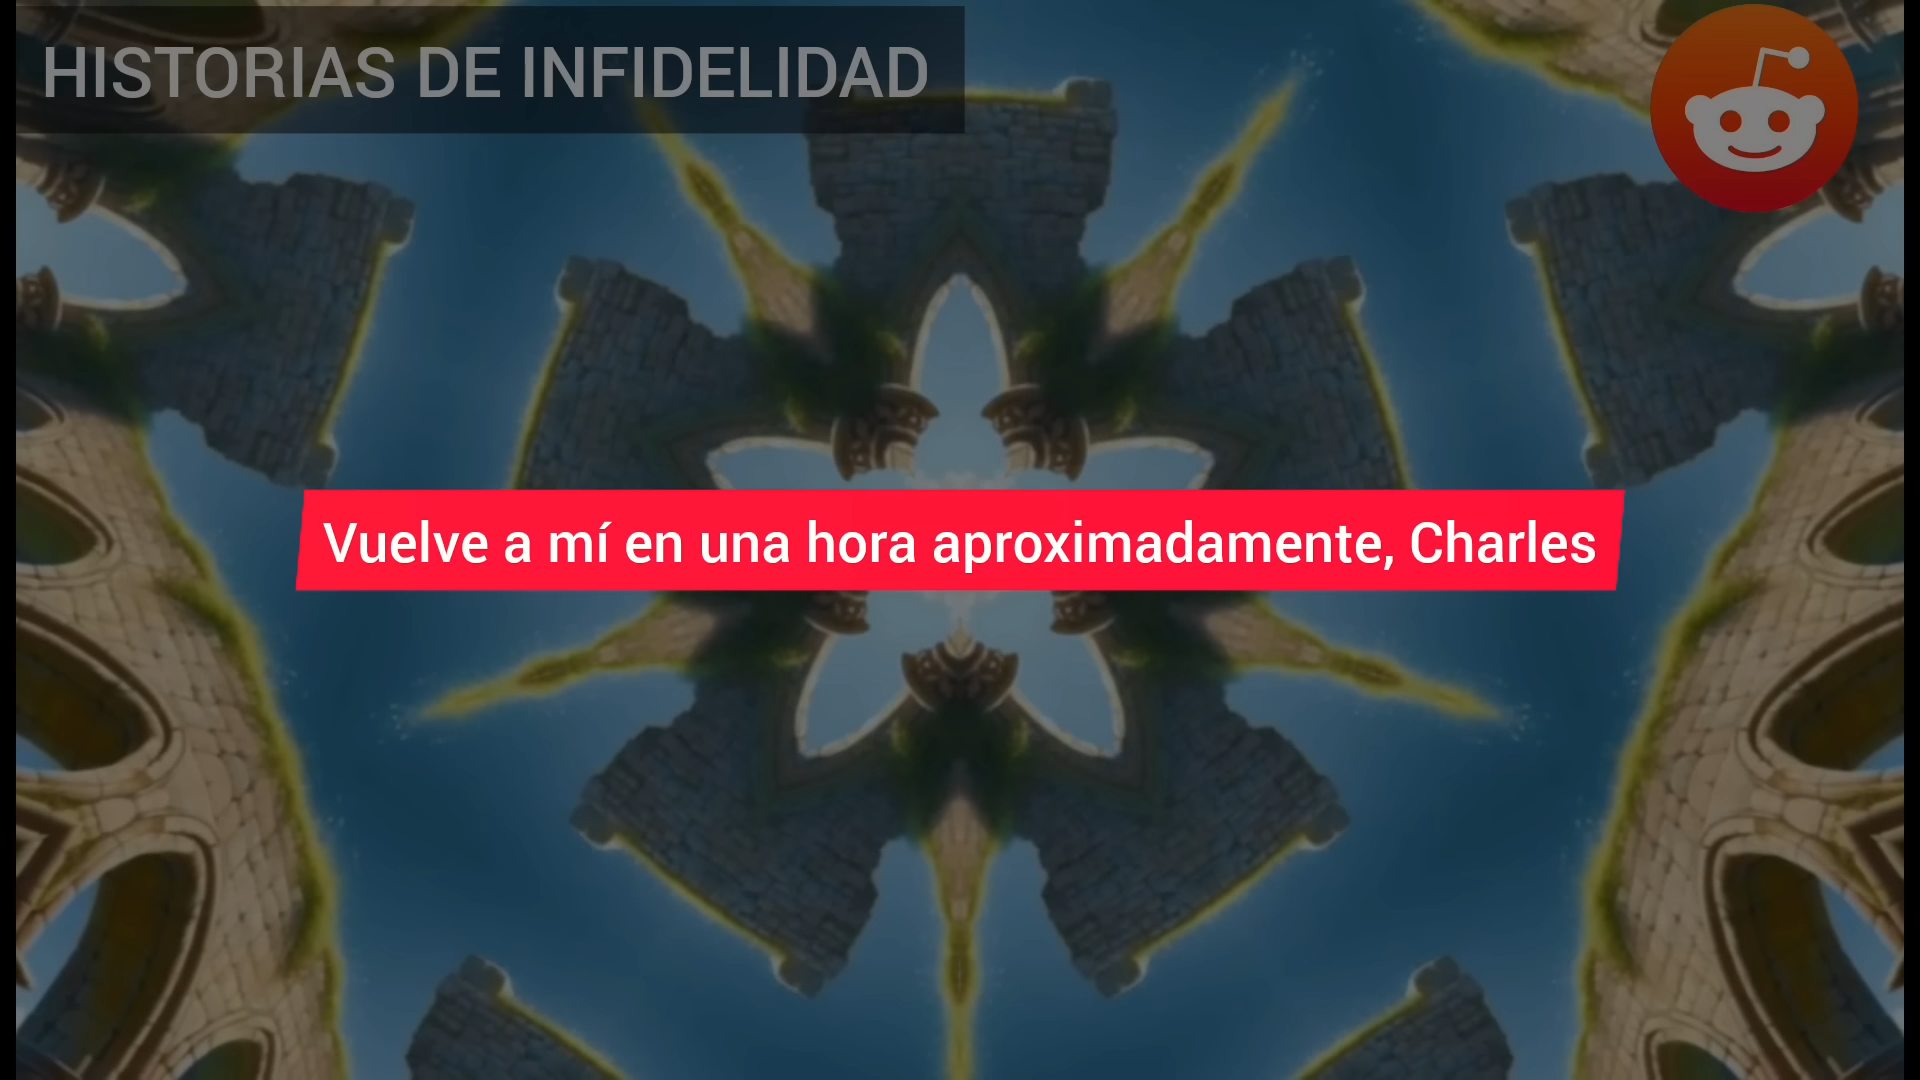 HISTORIAS DE INFIDELIDAD
Vuelve a mí en una hora aproximadamente, Charles